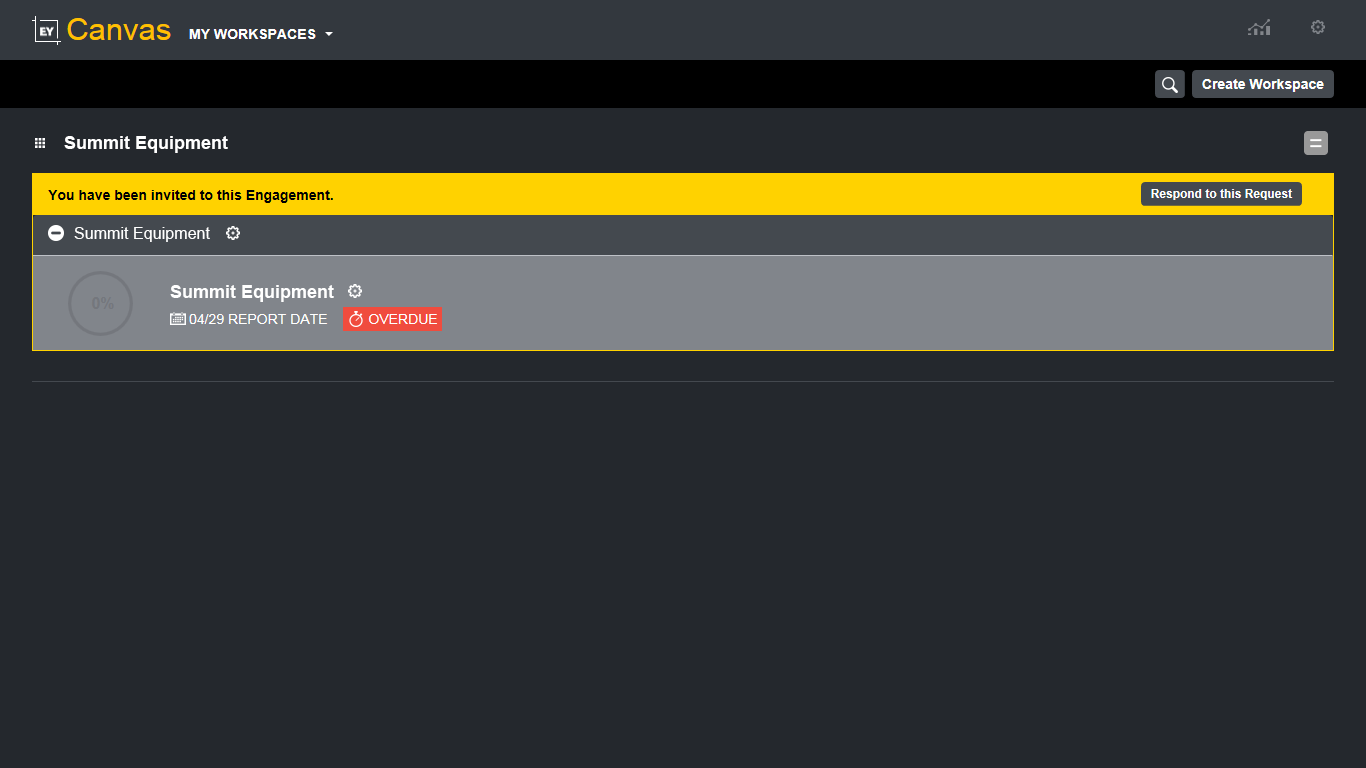 EY Canvas MY WORKSPACES
Create Workspace
Summit Equipment
You have been invited to this Engagement. Respond to this Request
Summit Equipment
0%
Summit Equipment
04/29 REPORT DATE OVERDUE